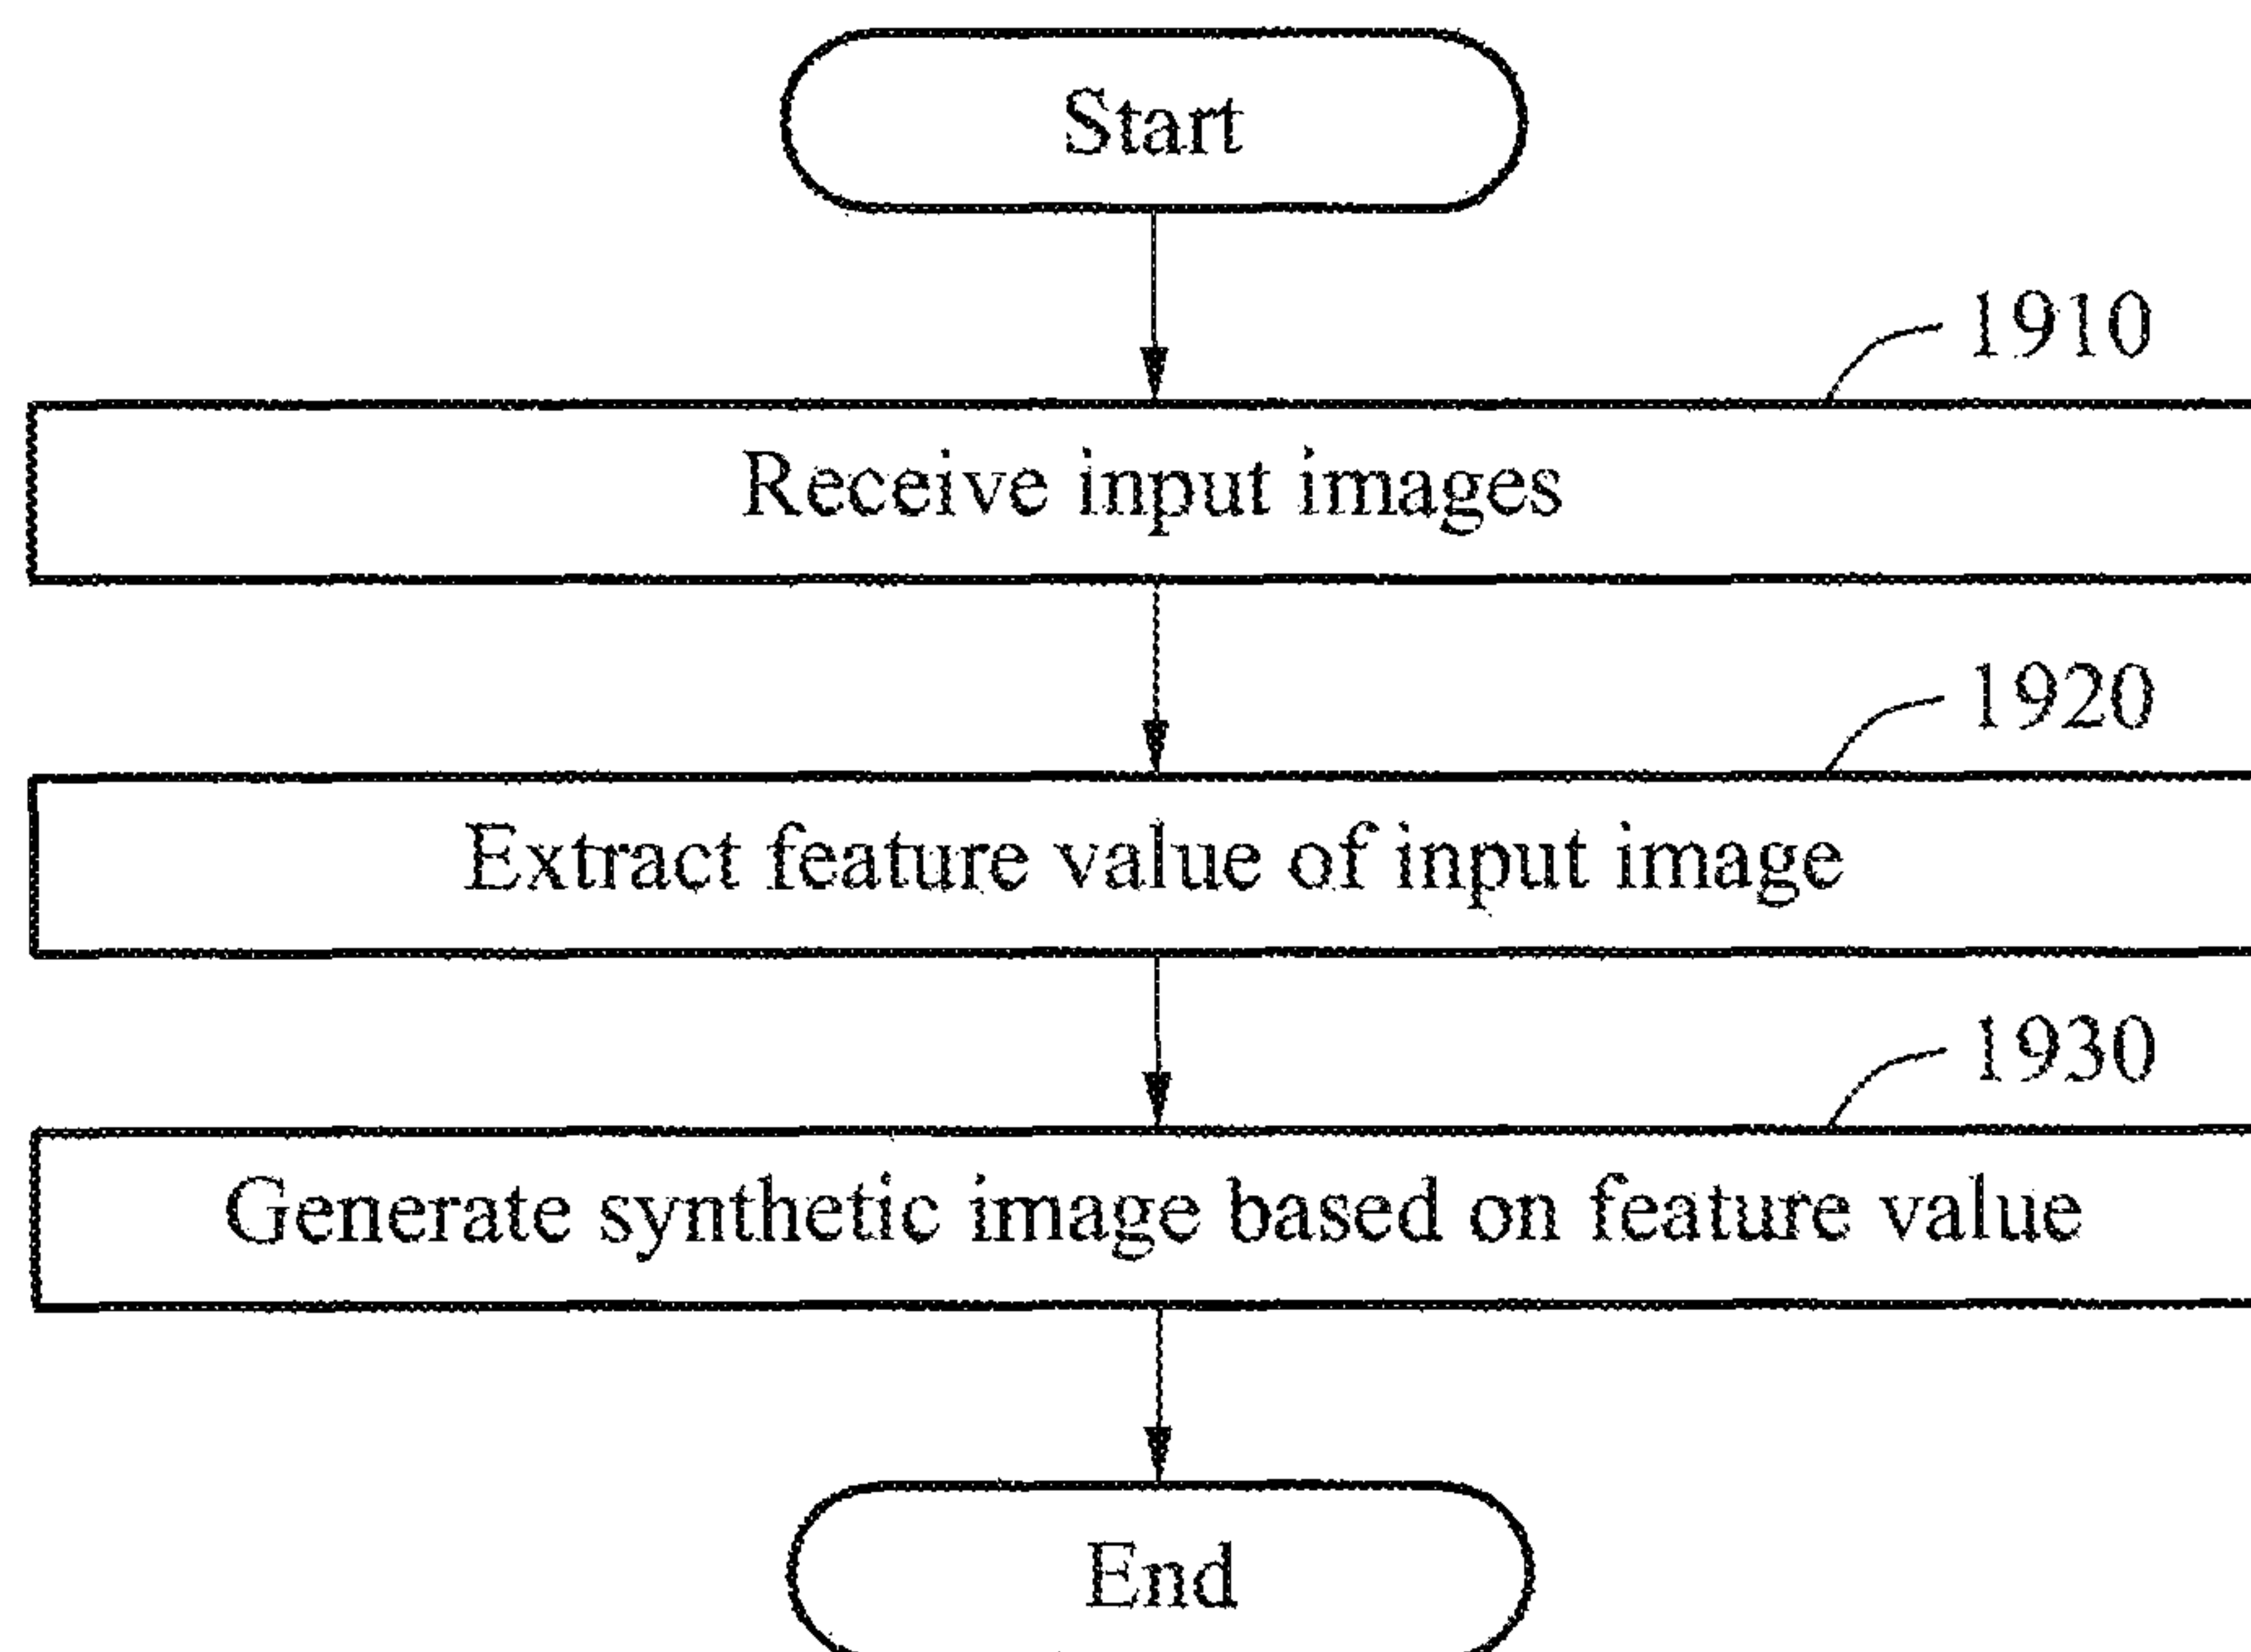 Start
1910
Receive input images
1920
Extract feature value of input image
1930
Generate synthetic image based on feature value
End